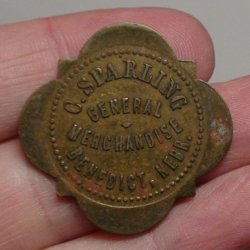 O. SPARLING
GENERAL
MERCHANDISE
BENEDICT, NEBR.